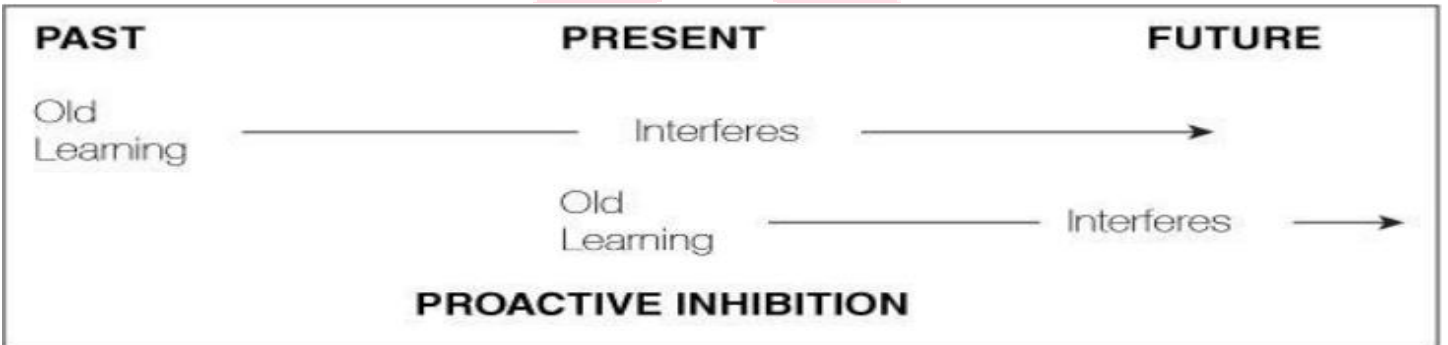 PAST PRESENT FUTURE
Old
Learning Interferes
Old
Learning Interferes
PROACTIVE INHIBITION